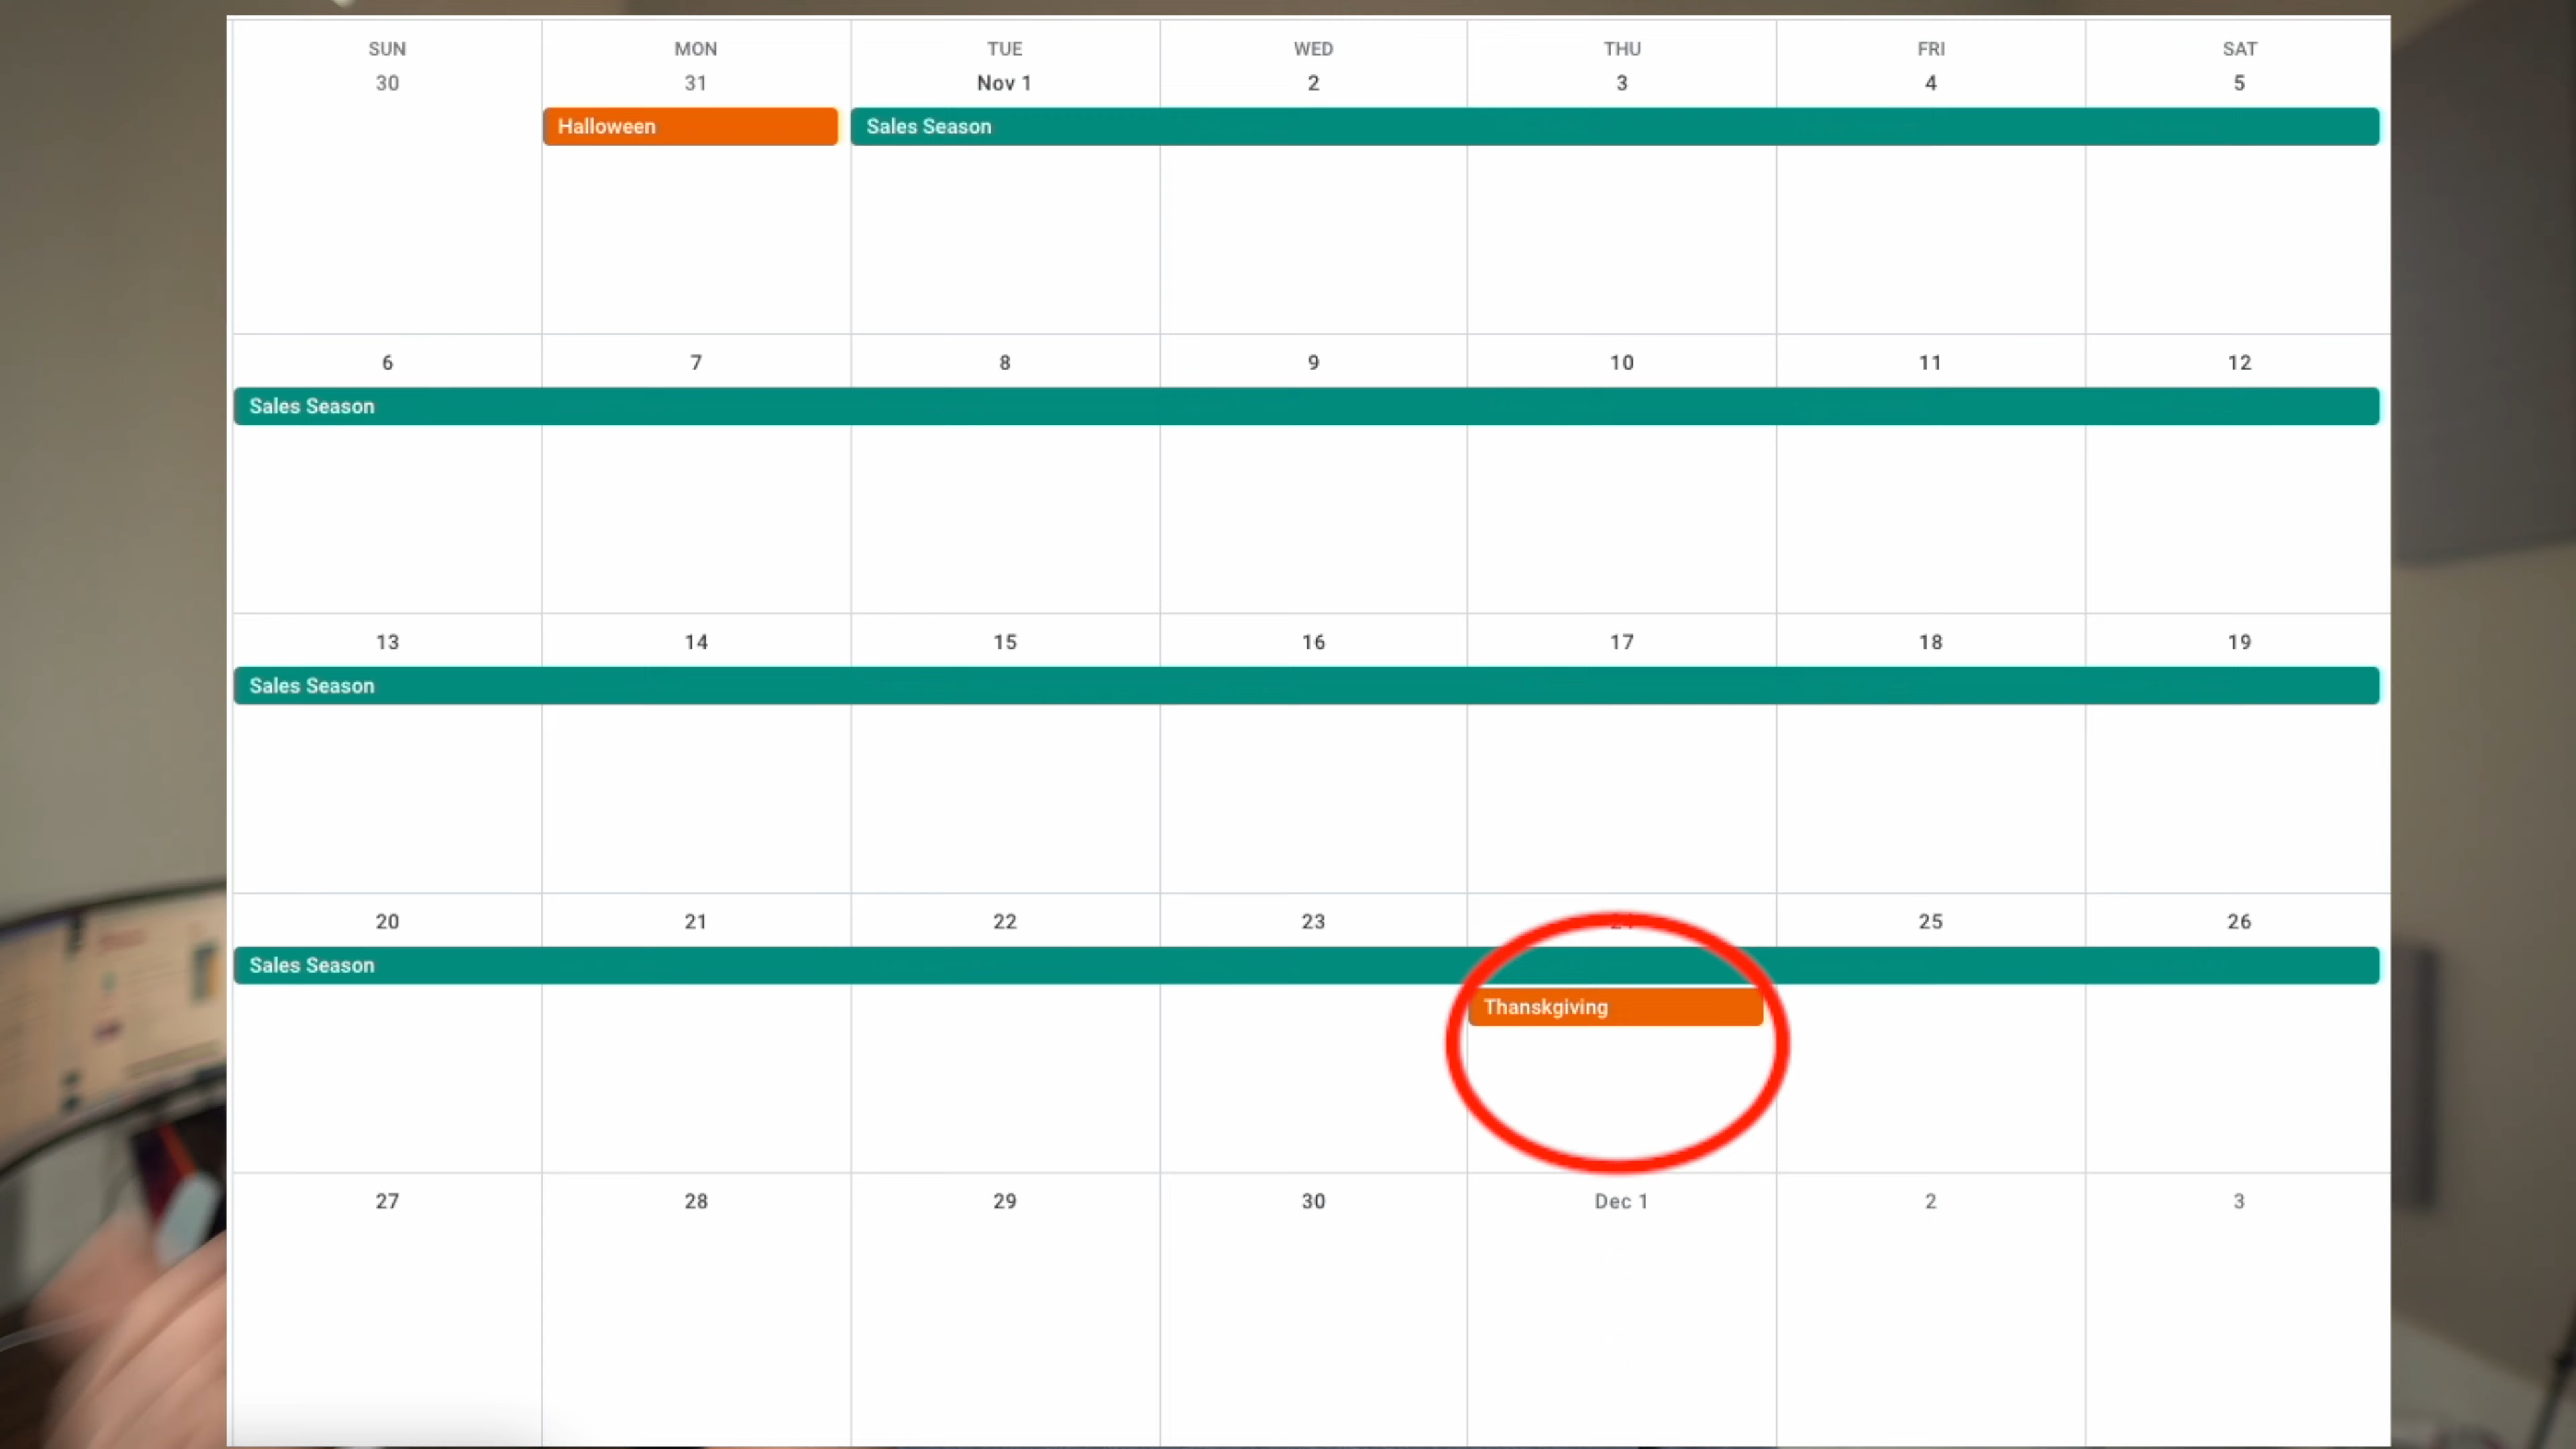 SUN MON TUE WED THU FRI SAT
30 31 Nov 1 2 3 4 5
Halloween Sales Season
6 7 8 9 10 11 12
Sales Season
13 14 15 16 17 18 19
Sales Season
20 21 22 23 24 25 26
Sales Season
Thanskgiving
27 28 29 30 Dec 1 2 3